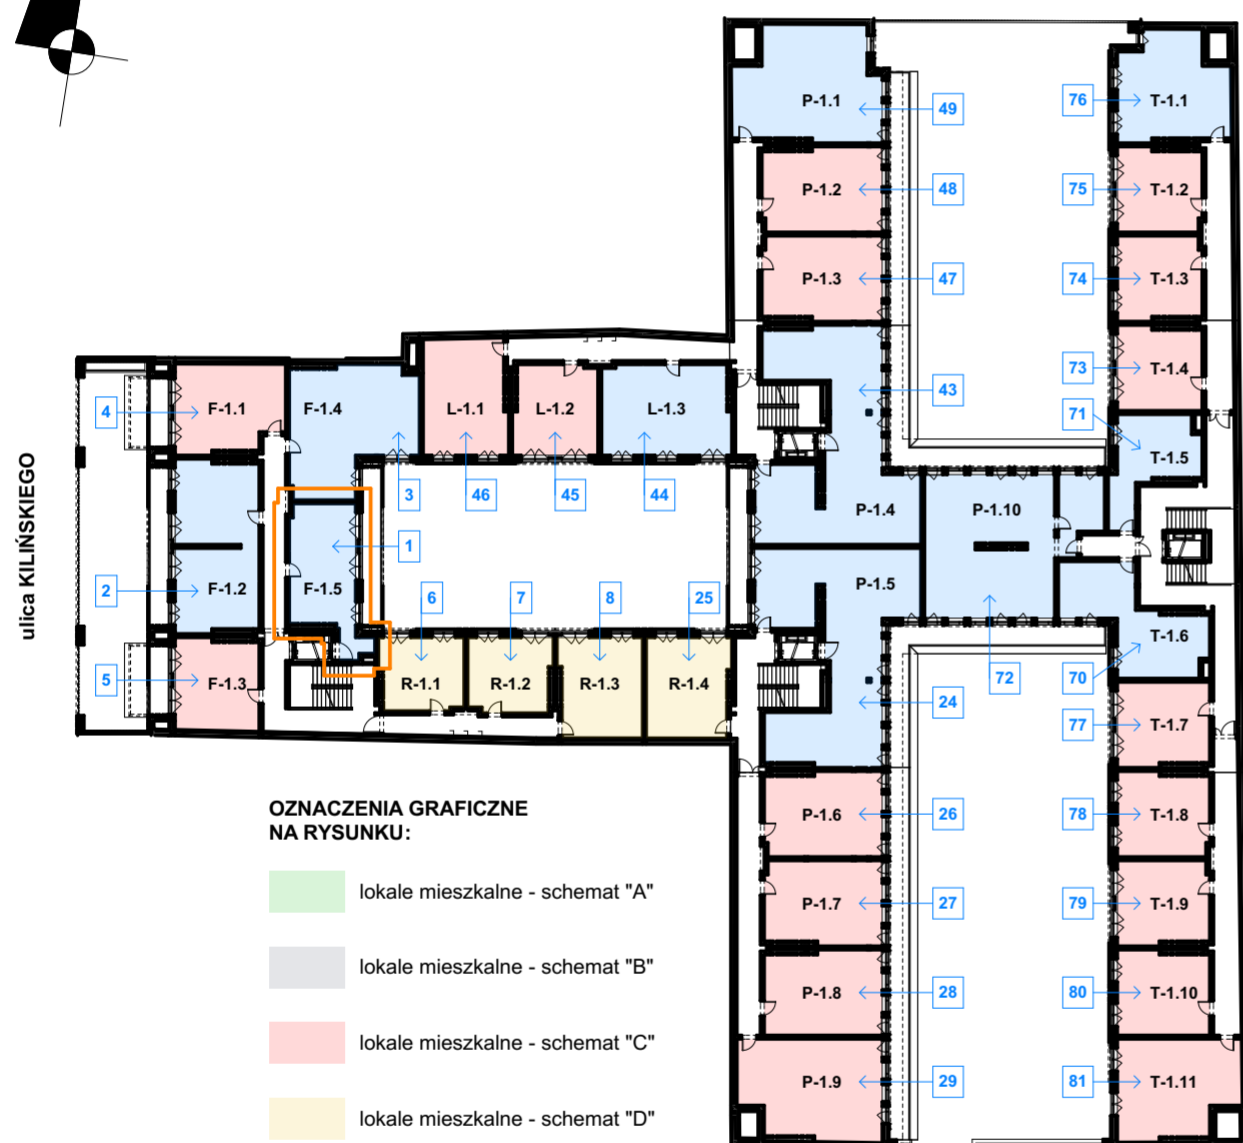 P-1.1
49
76
T-1.1
P-1.2
48
75
T-1.2
P-1.3
47
74
T-1.3
43
73
T-1.4
71
T-1.5
4
F-1.1
F-1.4
L-1.1
L-1.2
L-1.3
3
46
45
44
P-1.4
P-1.10
ulica KILIŃSKIEGO
1
2
F-1.2
F-1.5
P-1.5
6
7
8
25
T-1.6
5
F-1.3
R-1.1
R-1.2
R-1.3
R-1.4
24
72
70
77
T-1.7
P-1.6
26
78
T-1.8
P-1.7
27
79
T-1.9
P-1.8
28
80
T-1.10
P-1.9
29
81
T-1.11
OZNACZENIA GRAFICZNE
NA RYSUNKU:
lokale mieszkalne - schemat "A"
lokale mieszkalne - schemat "B"
lokale mieszkalne - schemat "C"
lokale mieszkalne - schemat "D"